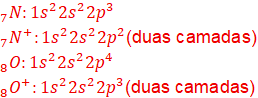 ₇N: 1s²2s²2p³
₇N⁺: 1s²2s²2p²(duas camadas)
₈O: 1s²2s²2p⁴
₈O⁺: 1s²2s²2p³(duas camadas)